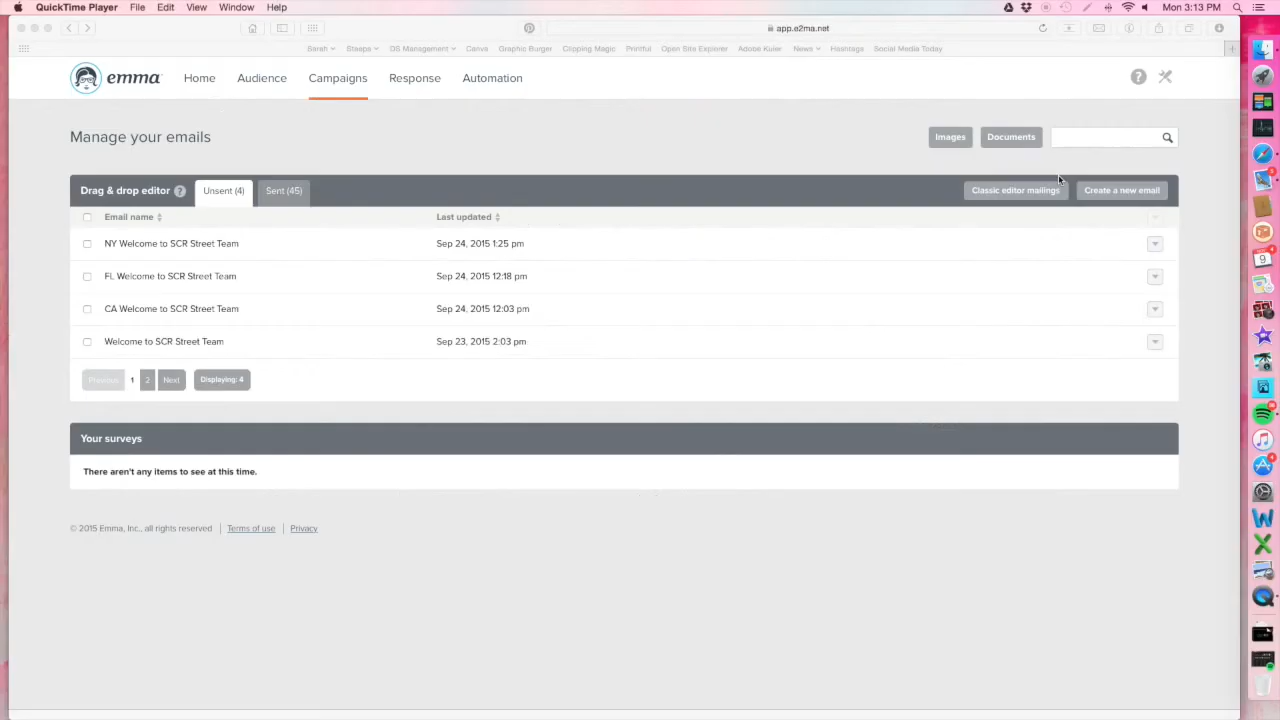 QuickTime Player File Edit View Window Help Mon 3:13 PM
app.e2ma.net
Sarah Steeps OS Management Canva Graphic Burger Clipping Magic Printful Open Site Explorer Adobe Kuler News Hashtags Social Media Today
emma Home Audience Campaigns Response Automation ?
Manage your emails Images Documents
Drag & drop editor ? Unsent (4) Sent (45) Classic editor mailings Create a new email
Email name Last updated
NY Welcome to SCR Street Team Sep 24, 2015 1:25 pm
FL Welcome to SCR Street Team Sep 24, 2015 12:18 pm
CA Welcome to SCR Street Team Sep 24, 2015 12:03 pm
Welcome to SCR Street Team Sep 23, 2015 2:03 pm
Previous 1 2 Next Displaying: 4
Your surveys
There aren't any items to see at this time.
© 2015 Emma, Inc., all rights reserved Terms of use Privacy